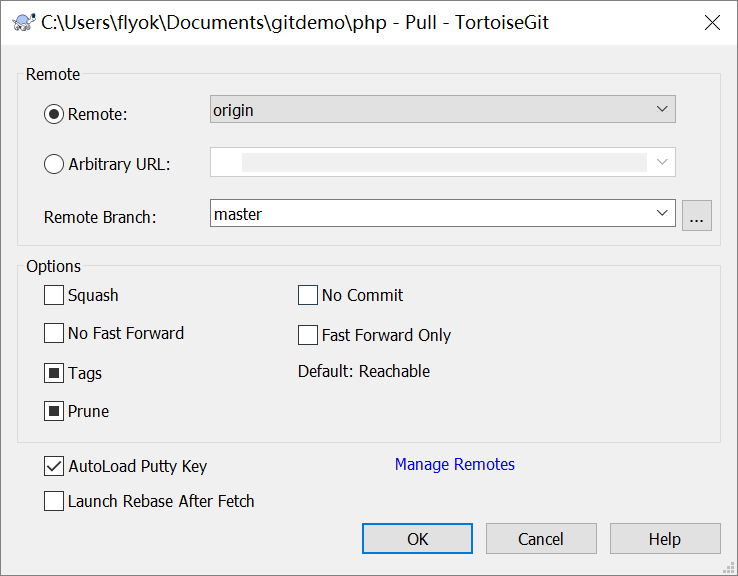 C:\Users\flyok\Documents\gitdemo\php - Pull - TortoiseGit
Remote
Remote:
origin
Arbitrary URL:
Remote Branch:
master
...
Options
Squash
No Commit
No Fast Forward
Fast Forward Only
Tags
Default: Reachable
Prune
AutoLoad Putty Key
Manage Remotes
Launch Rebase After Fetch
OK
Cancel
Help